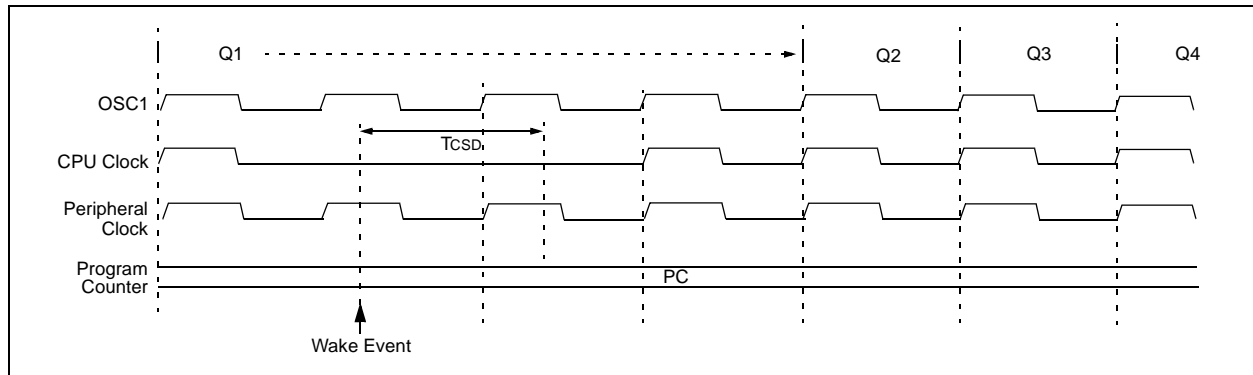 Q1 Q2 Q3 Q4
OSC1
TCSD
CPU Clock
Peripheral
Clock
Program
Counter
PC
Wake Event